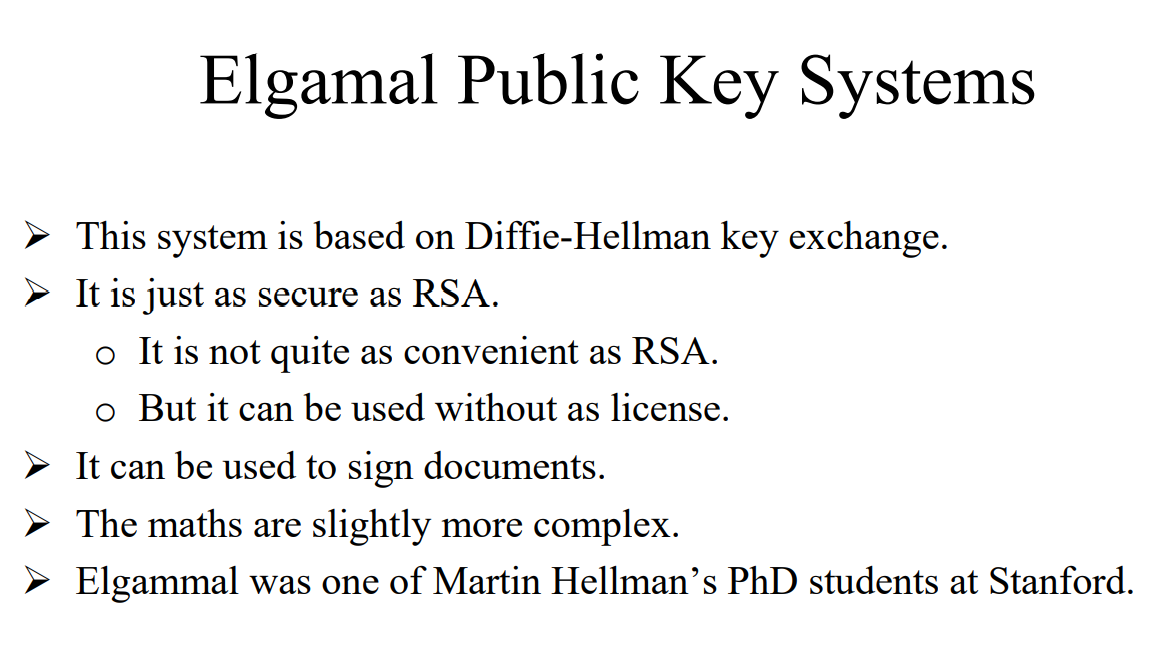 Elgamal Public Key Systems
➢ This system is based on Diffie-Hellman key exchange.
➢ It is just as secure as RSA.
o It is not quite as convenient as RSA.
o But it can be used without as license.
➢ It can be used to sign documents.
➢ The maths are slightly more complex.
➢ Elgammal was one of Martin Hellman’s PhD students at Stanford.